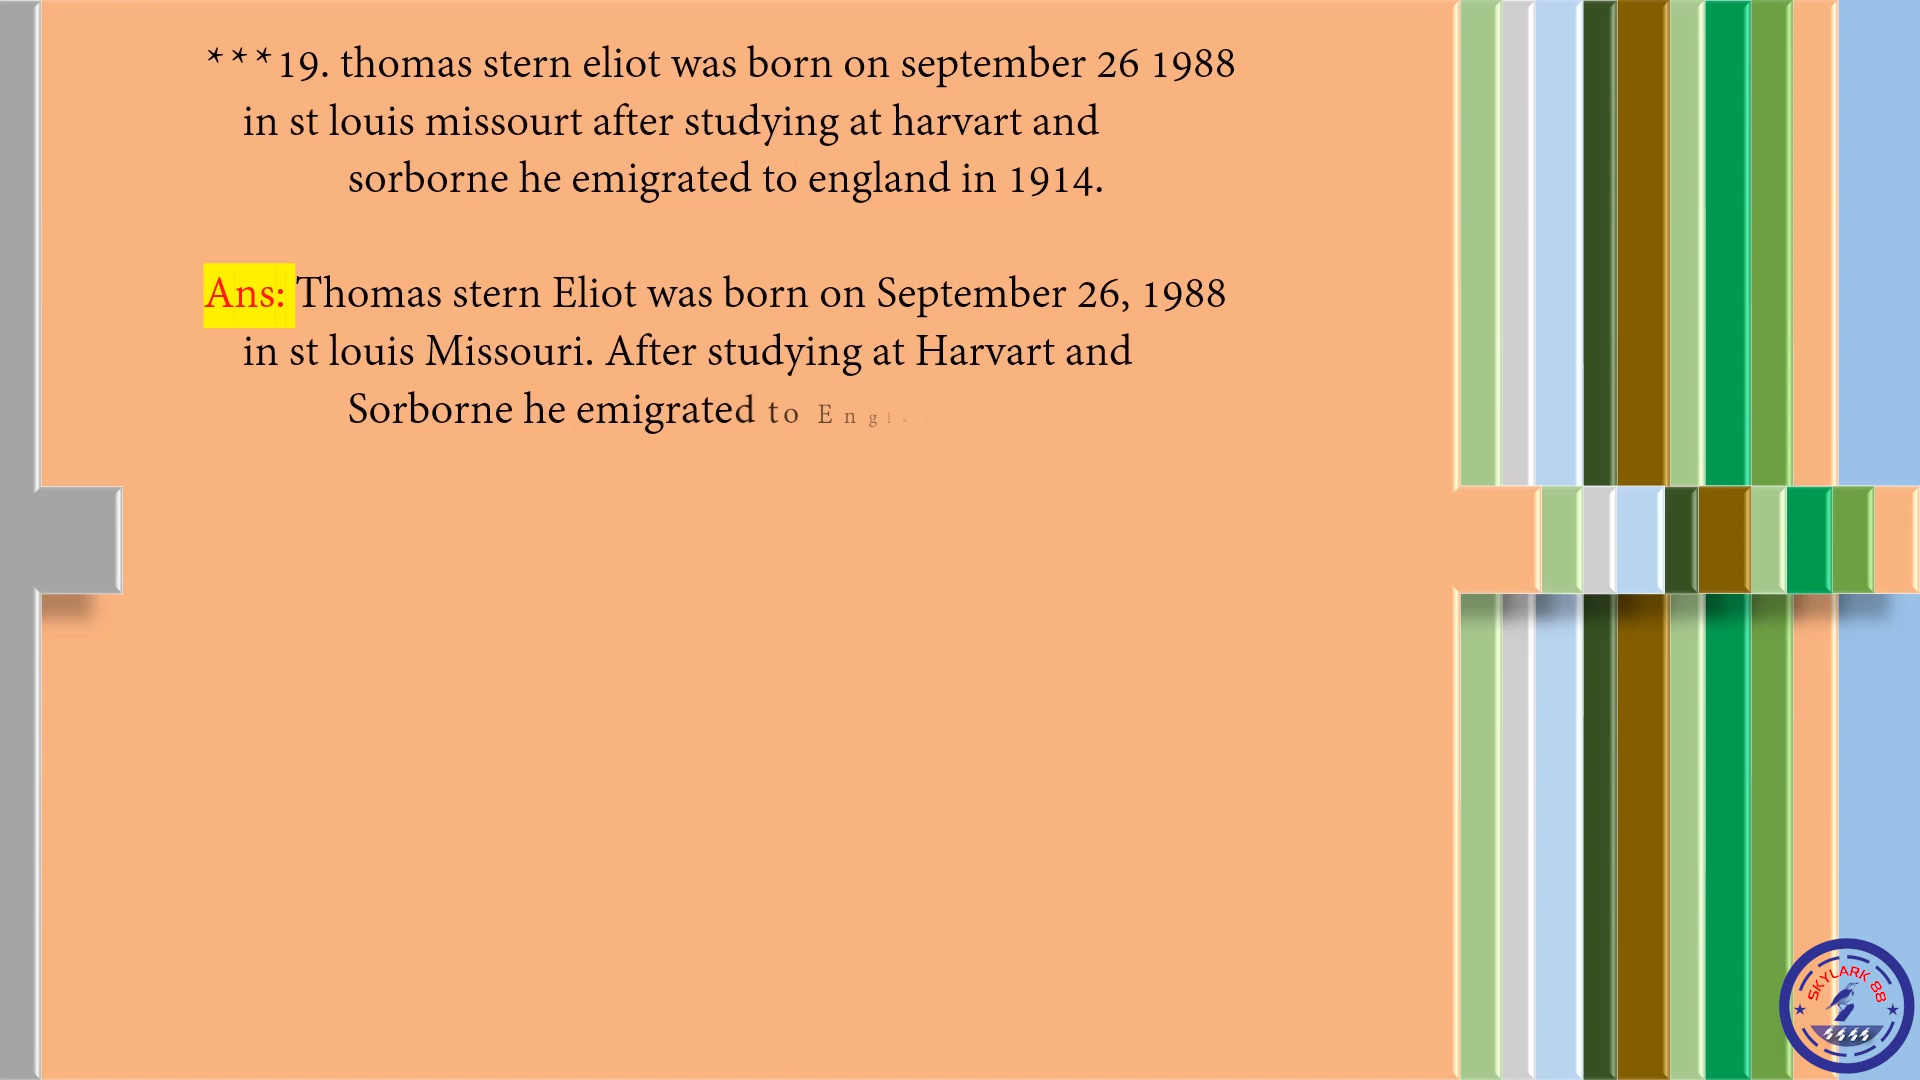 ***19. thomas stern eliot was born on september 26 1988
in st louis missourt after studying at harvart and
sorborne he emigrated to england in 1914.
Ans: Thomas stern Eliot was born on September 26, 1988
in st louis Missouri. After studying at Harvart and
Sorborne he emigrated to Engl
SKYLARK 88